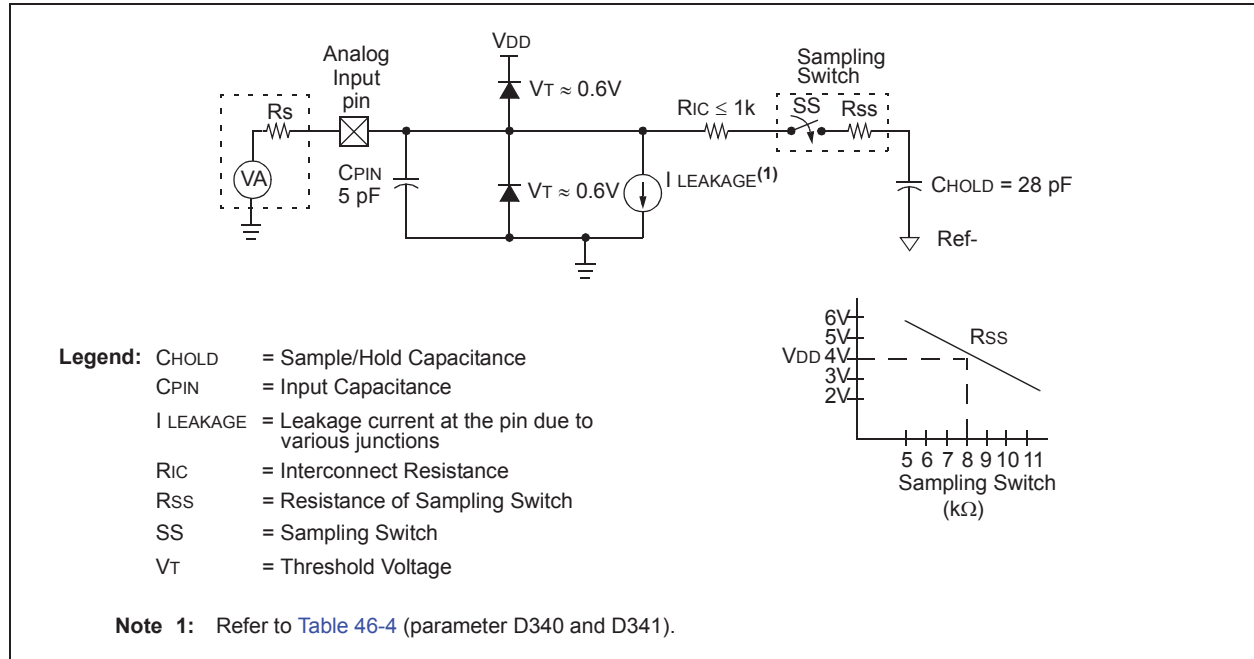 VDD
Analog
Input
pin
Sampling
Switch
VT ≈ 0.6V
RIC ≤ 1k
SS
RSS
Rs
VA
CPIN
5 pF
VT ≈ 0.6V
I LEAKAGE(1)
CHOLD = 28 pF
Ref-
6V
5V
VDD 4V
3V
2V
RSS
5 6 7 8 9 10 11
Sampling Switch
(kΩ)
Legend: CHOLD = Sample/Hold Capacitance
CPIN = Input Capacitance
I LEAKAGE = Leakage current at the pin due to
various junctions
RIC = Interconnect Resistance
RSS = Resistance of Sampling Switch
SS = Sampling Switch
VT = Threshold Voltage
Note 1: Refer to Table 46-4 (parameter D340 and D341).